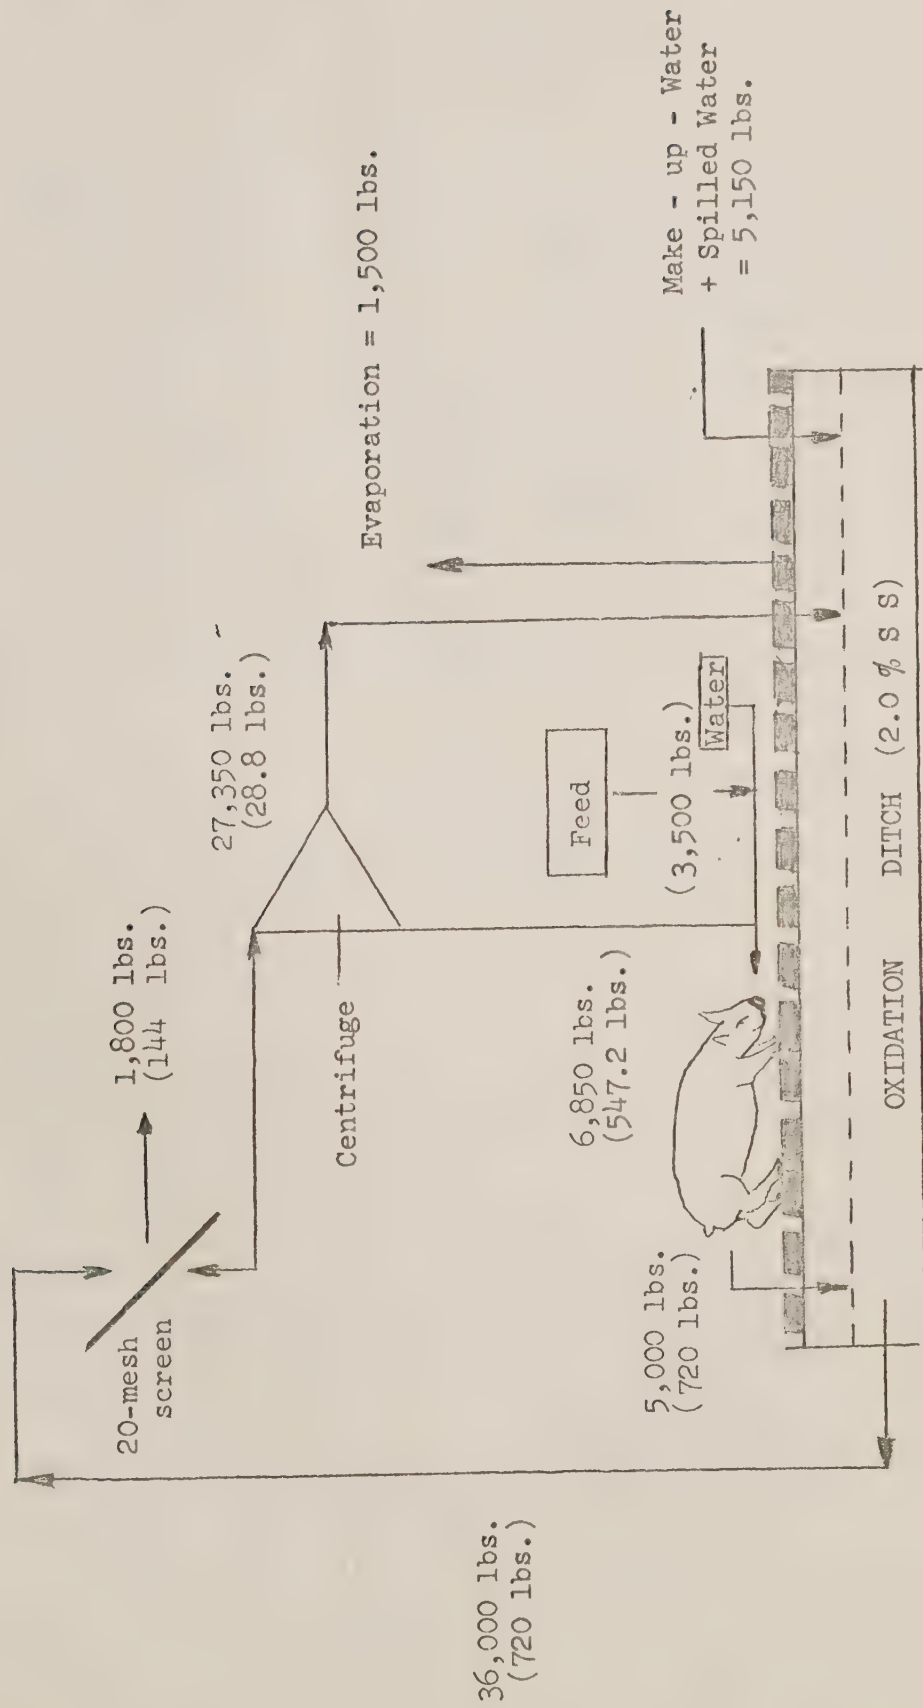 36,000 lbs.
(720 lbs.)
20-mesh
screen
1,800 lbs.
(144 lbs.)
Centrifuge
27,350 lbs.
(28.8 lbs.)
Evaporation = 1,500 lbs.
5,000 lbs.
(720 lbs.)
6,850 lbs.
(547.2 lbs.)
Feed
(3,500 lbs.)
Water
Make - up - Water
+ Spilled Water
= 5,150 lbs.
OXIDATION DITCH (2.0 % S S)